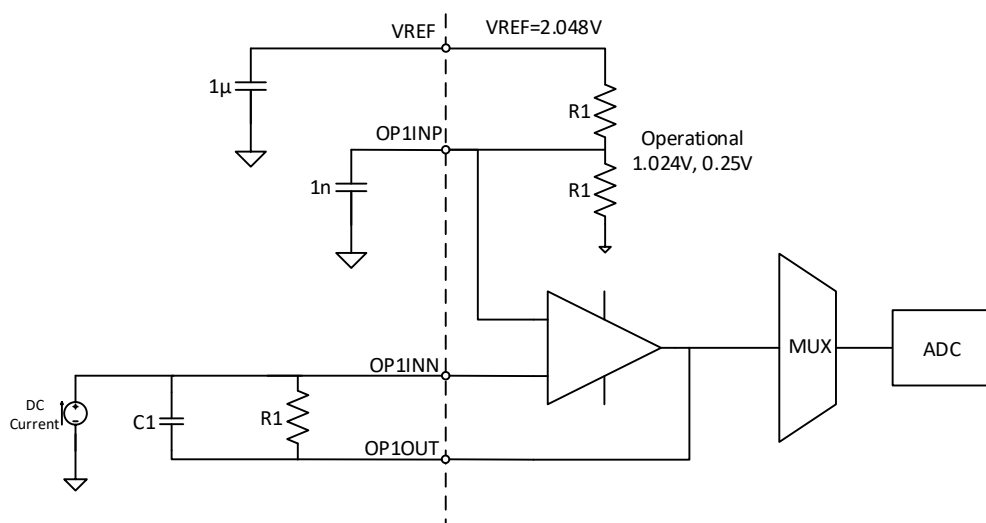 VREF
VREF=2.048V
1µ
R1
OP1INP
Operational
1.024V, 0.25V
1n
R1
MUX
ADC
OP1INN
+
-
DC
Current
C1
R1
OP1OUT